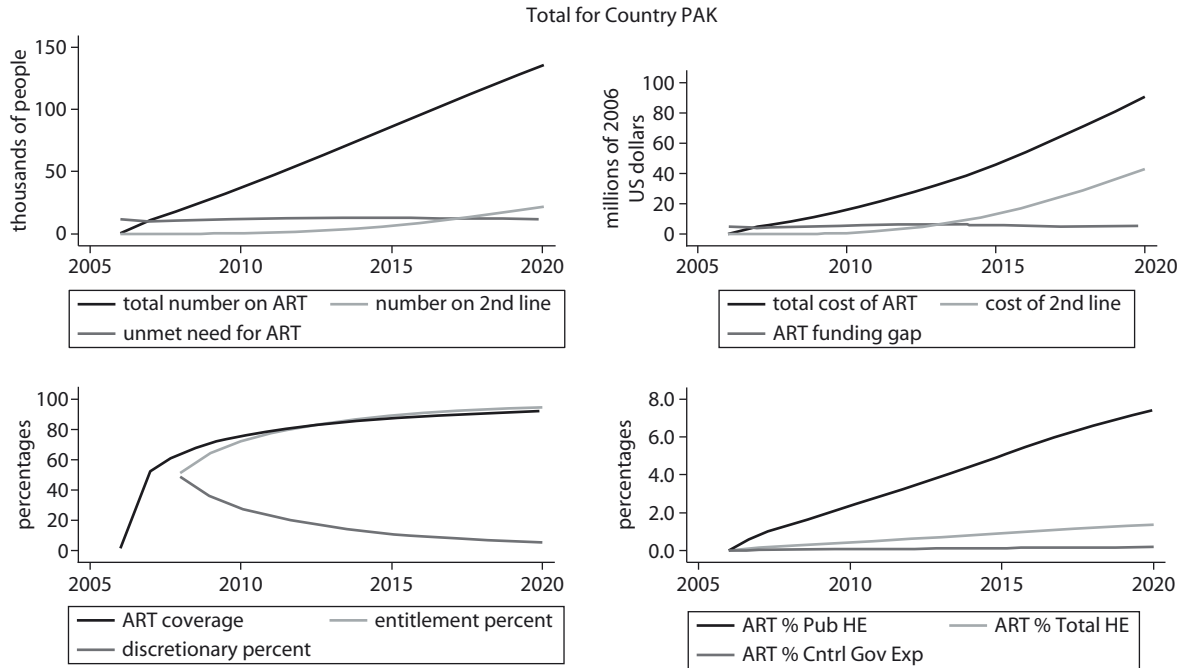 Total for Country PAK
thousands of people
150
100
50
0
2005 2010 2015 2020
total number on ART number on 2nd line
unmet need for ART
millions of 2006
US dollars
100
80
60
40
20
0
2005 2010 2015 2020
total cost of ART cost of 2nd line
ART funding gap
percentages
100
80
60
40
20
0
2005 2010 2015 2020
ART coverage entitlement percent
discretionary percent
percentages
8.0
6.0
4.0
2.0
0.0
2005 2010 2015 2020
ART % Pub HE ART % Total HE
ART % Cntrl Gov Exp